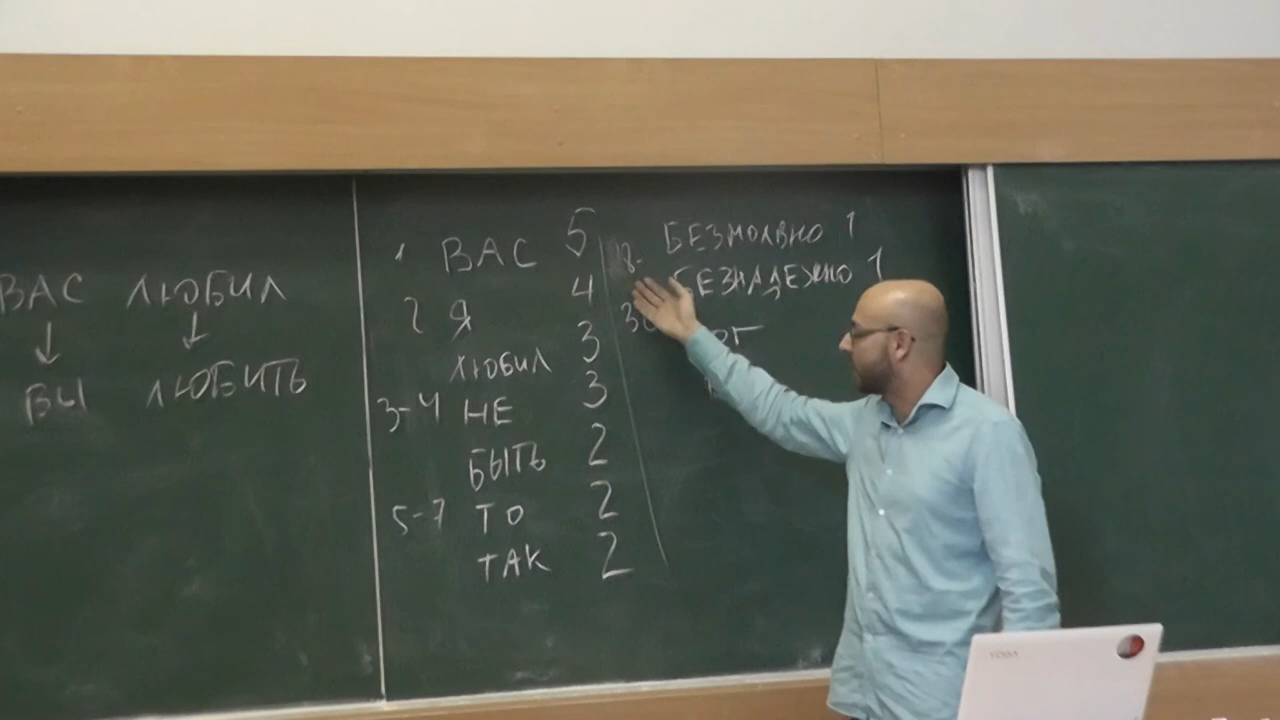 ВАС ЛЮБИЛ
↓ ↓
ВЫ ЛЮБИТЬ
1 ВАС 5
2 Я 4
ЛЮБИЛ 3
3-4 НЕ 3
БЫТЬ 2
5-7 ТО 2
ТАК 2
БЕЗМОЛВНО 1
БЕЗНАДЕЖНО 1
YOGA